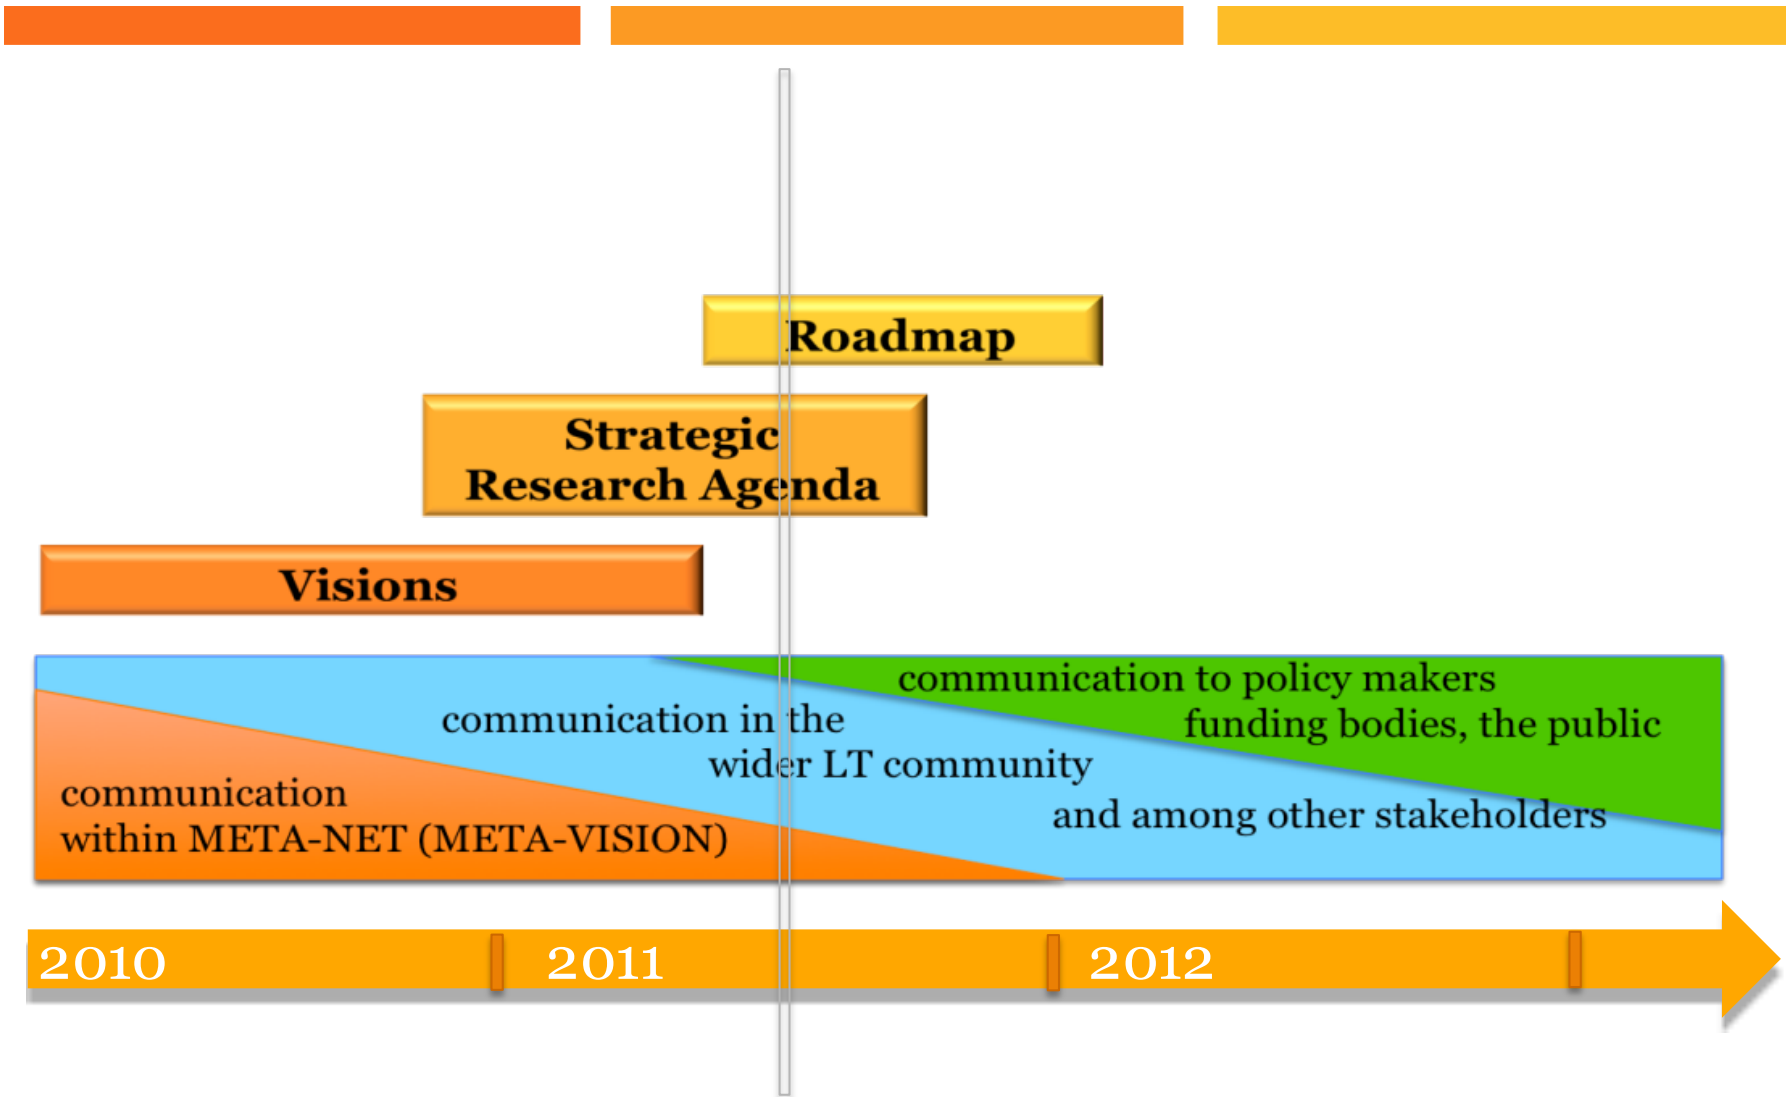 Roadmap
Strategic
Research Agenda
Visions
communication to policy makers
funding bodies, the public
communication in the
wider LT community
and among other stakeholders
communication
within META-NET (META-VISION)
2010 2011 2012